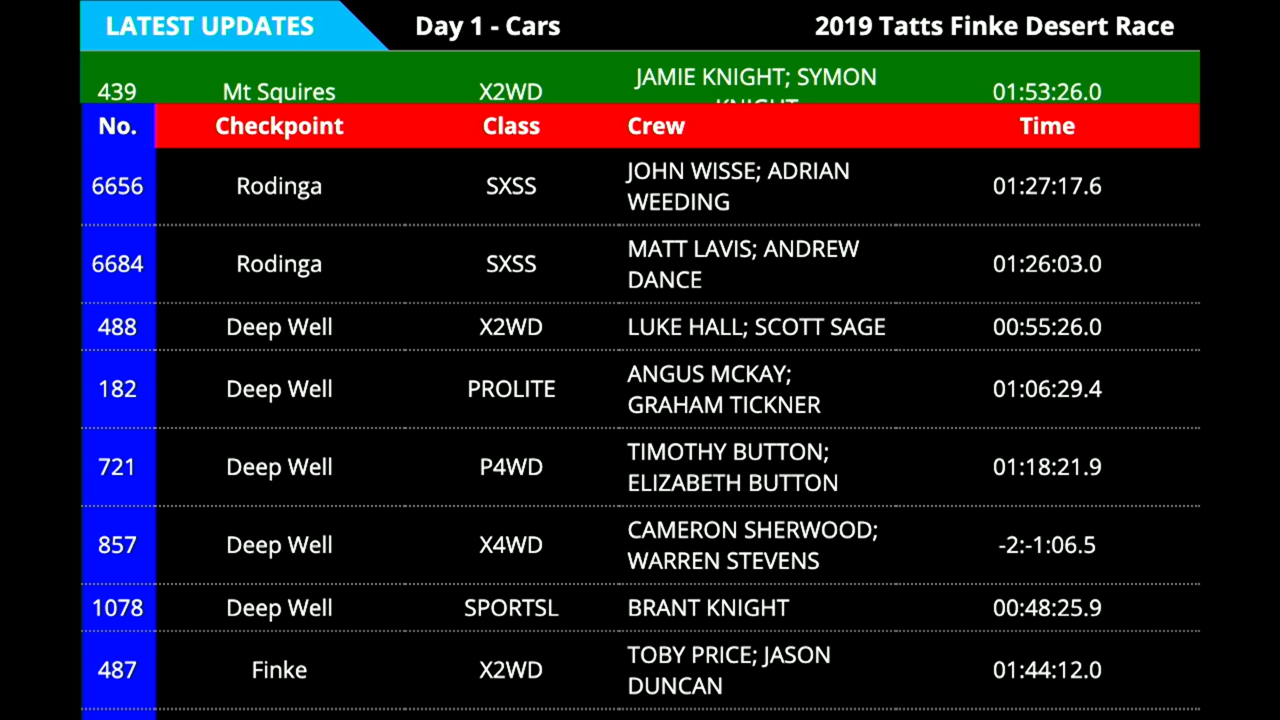 LATEST UPDATES Day 1 - Cars 2019 Tatts Finke Desert Race
439 Mt Squires X2WD JAMIE KNIGHT; SYMON KNIGHT 01:53:26.0
No. Checkpoint Class Crew Time
6656 Rodinga SXSS JOHN WISSE; ADRIAN
WEEDING 01:27:17.6
6684 Rodinga SXSS MATT LAVIS; ANDREW
DANCE 01:26:03.0
488 Deep Well X2WD LUKE HALL; SCOTT SAGE 00:55:26.0
182 Deep Well PROLITE ANGUS MCKAY;
GRAHAM TICKNER 01:06:29.4
721 Deep Well P4WD TIMOTHY BUTTON;
ELIZABETH BUTTON 01:18:21.9
857 Deep Well X4WD CAMERON SHERWOOD;
WARREN STEVENS -2:-1:06.5
1078 Deep Well SPORTSL BRANT KNIGHT 00:48:25.9
487 Finke X2WD TOBY PRICE; JASON
DUNCAN 01:44:12.0